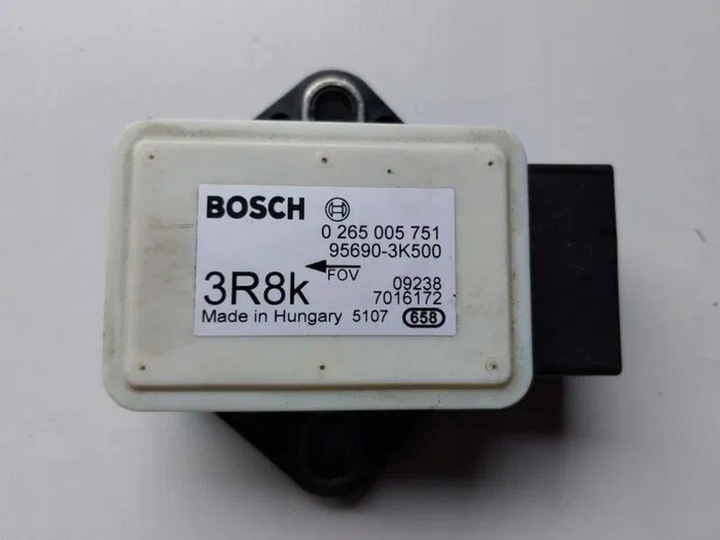 BOSCH
0 265 005 751
95690-3K500
FOV
3R8k
09238
7016172
Made in Hungary 5107 658